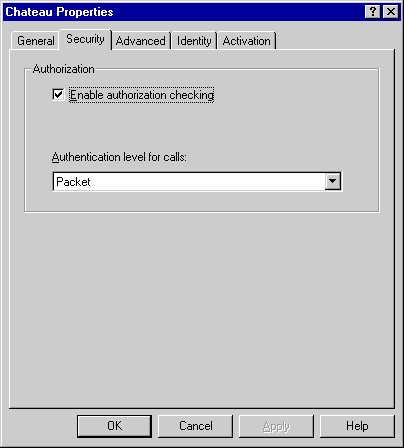 Chateau Properties
General Security Advanced Identity Activation
Authorization
Enable authorization checking
Authentication level for calls:
Packet
OK Cancel Apply Help